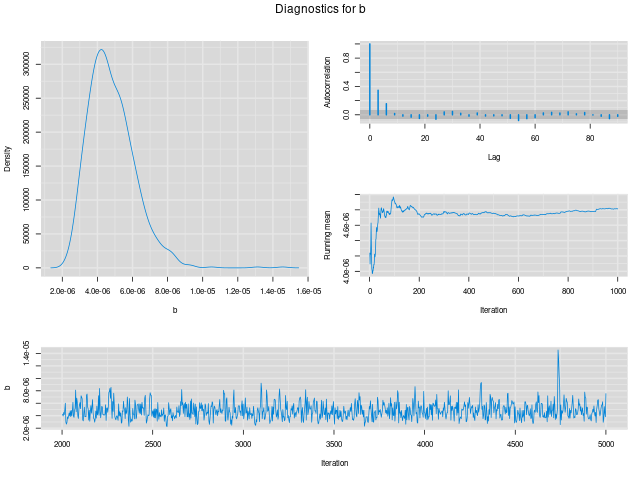 Diagnostics for b
Density
0 50000 100000 150000 200000 250000 300000
2.0e-06 4.0e-06 6.0e-06 8.0e-06 1.0e-05 1.2e-05 1.4e-05 1.6e-05
b
Autocorrelation
0.0 0.4 0.8
0 20 40 60 80
Lag
Running mean
4.0e-06 4.6e-06
0 200 400 600 800 1000
Iteration
b
2.0e-06 8.0e-06 1.4e-05
2000 2500 3000 3500 4000 4500 5000
Iteration